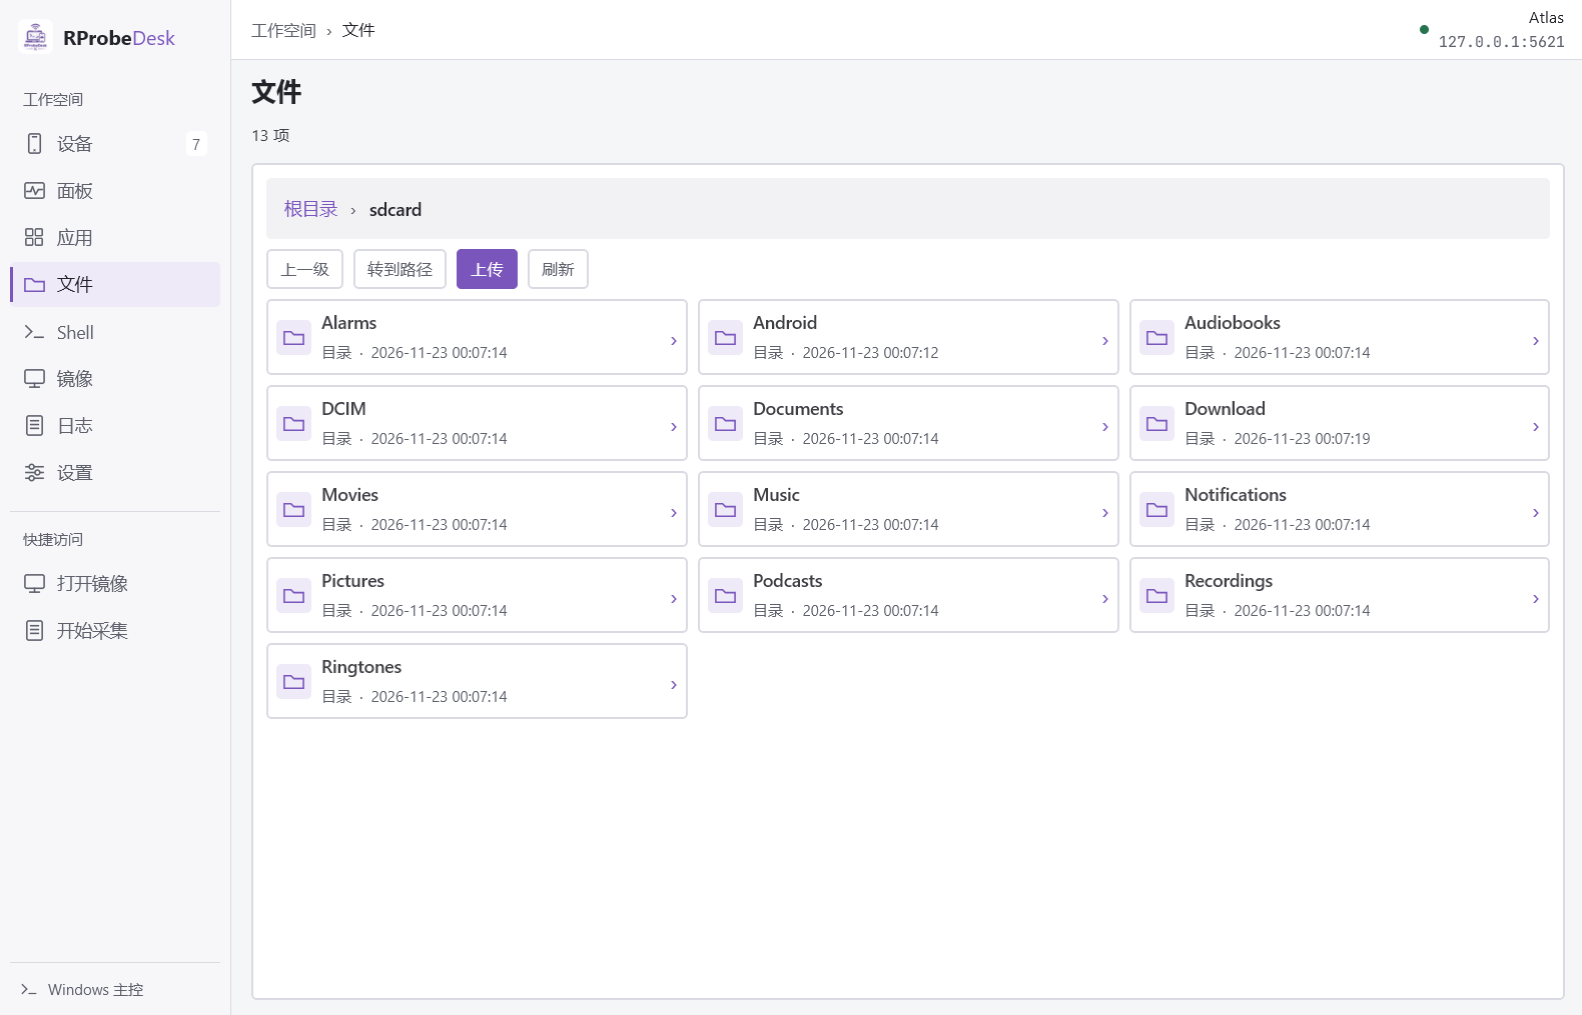 RProbeDesk
工作空间
设备
7
面板
应用
文件
Shell
镜像
日志
设置
快捷访问
打开镜像
开始采集
Windows 主控
工作空间 › 文件
Atlas
127.0.0.1:5621
文件
13 项
根目录 › sdcard
上一级 转到路径 上传 刷新
Alarms
目录 · 2026-11-23 00:07:14
Android
目录 · 2026-11-23 00:07:12
Audiobooks
目录 · 2026-11-23 00:07:14
DCIM
目录 · 2026-11-23 00:07:14
Documents
目录 · 2026-11-23 00:07:14
Download
目录 · 2026-11-23 00:07:19
Movies
目录 · 2026-11-23 00:07:14
Music
目录 · 2026-11-23 00:07:14
Notifications
目录 · 2026-11-23 00:07:14
Pictures
目录 · 2026-11-23 00:07:14
Podcasts
目录 · 2026-11-23 00:07:14
Recordings
目录 · 2026-11-23 00:07:14
Ringtones
目录 · 2026-11-23 00:07:14